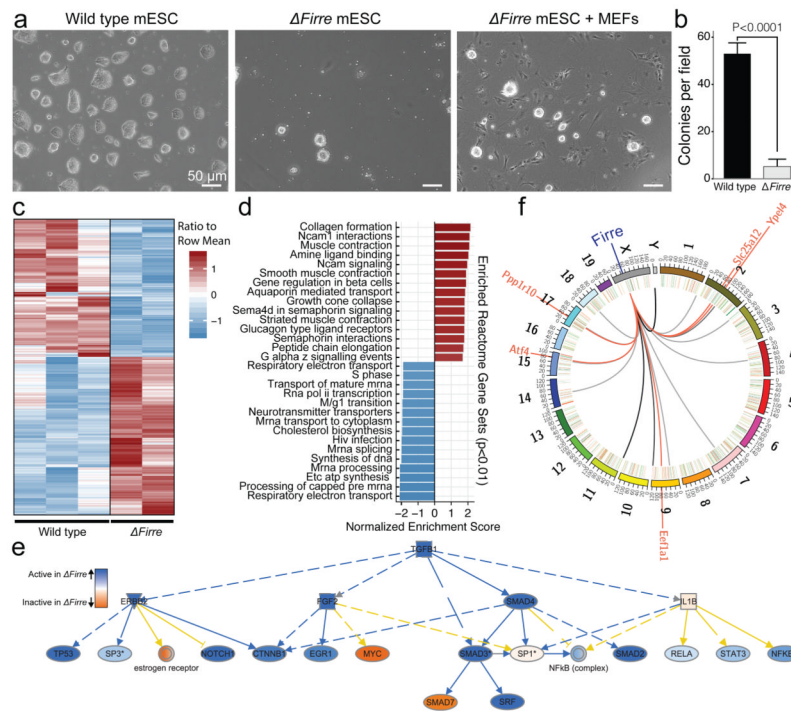 a
Wild type mESC
ΔFirre mESC
ΔFirre mESC + MEFs
50 μm
b
P<0.0001
60
40
20
0
Colonies per field
Wild type
ΔFirre
c
Ratio to
Row Mean
1
0
−1
Wild type
ΔFirre
d
Collagen formation
Ncam1 interactions
Muscle contraction
Amine ligand binding
Ncam signaling
Smooth muscle contraction
Gene regulation in beta cells
Aquaporin mediated transport
Growth cone collapse
Sema4d in semaphorin signaling
Striated muscle contraction
Glucagon type ligand receptors
Semaphorin interactions
Peptide chain elongation
G alpha z signalling events
Respiratory electron transport
S phase
Transport of mature mrna
Rna pol ii transcription
M/g1 transition
Neurotransmitter transporters
Mrna transport to cytoplasm
Cholesterol biosynthesis
Hiv infection
Mrna splicing
Synthesis of dna
Mrna processing
Etc atp synthesis
Processing of capped pre mrna
Respiratory electron transport
-2 -1 0 1 2
Normalized Enrichment Score
Enriched Reactome Gene Sets (p<0.01)
f
Firre
Slc25a12
Ypel4
Ppp1r10
Atf4
Eef1a1
X
Y
1
2
3
6
7
8
9
10
11
12
13
14
15
16
17
18
19
e
Active in ΔFirre
Inactive in ΔFirre
TGFB1
ERBB2
FGF2
SMAD4
IL1B
TP53
SP3*
estrogen receptor
NOTCH1
CTNNB1
EGR1
MYC
SMAD3*
SP1*
NFkB (complex)
SMAD2
RELA
STAT3
SMAD7
SRF